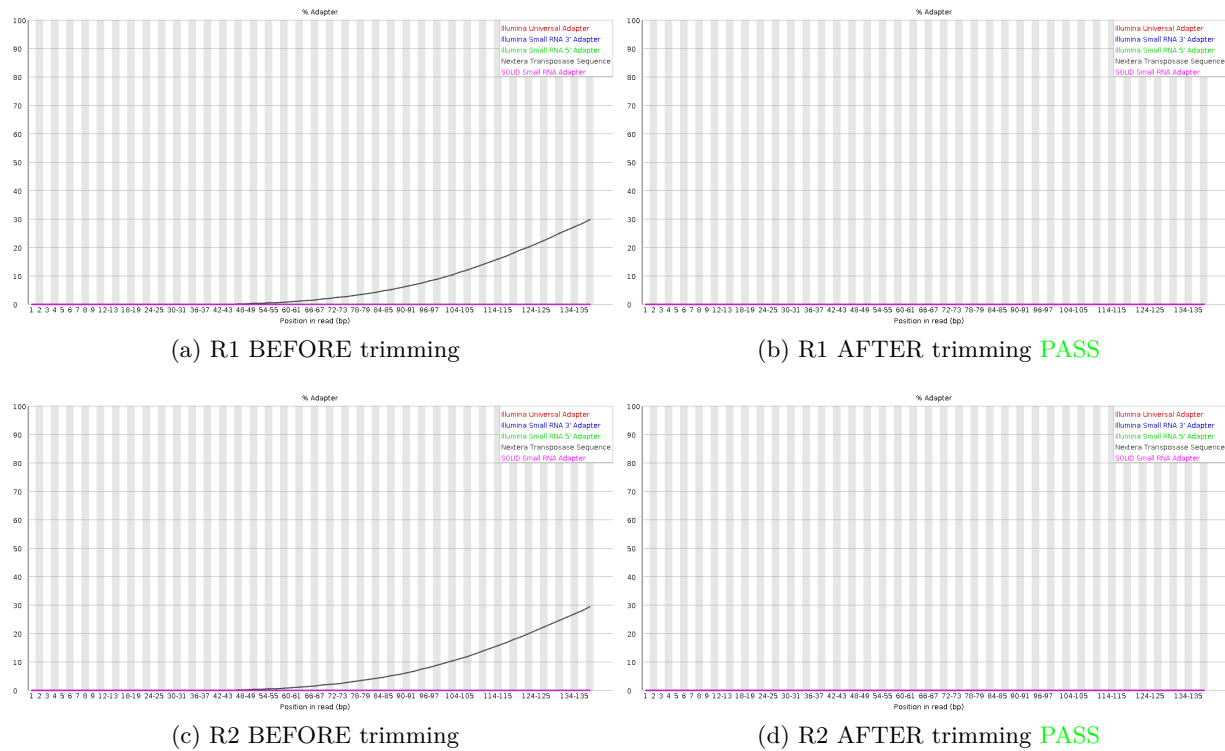 % Adapter
100
90
80
70
60
50
40
30
20
10
0
Illumina Universal Adapter
Illumina Small RNA 3' Adapter
Illumina Small RNA 5' Adapter
Nextera Transposase Sequence
SOLID Small RNA Adapter
1 2 3 4 5 6 7 8 9 12-13 18-19 24-25 30-31 36-37 42-43 48-49 54-55 60-61 66-67 72-73 78-79 84-85 90-91 96-97 104-105 114-115 124-125 134-135
Position in read (bp)
(a) R1 BEFORE trimming
% Adapter
100
90
80
70
60
50
40
30
20
10
0
Illumina Universal Adapter
Illumina Small RNA 3' Adapter
Illumina Small RNA 5' Adapter
Nextera Transposase Sequence
SOLID Small RNA Adapter
1 2 3 4 5 6 7 8 9 12-13 18-19 24-25 30-31 36-37 42-43 48-49 54-55 60-61 66-67 72-73 78-79 84-85 90-91 96-97 104-105 114-115 124-125 134-135
Position in read (bp)
(b) R1 AFTER trimming PASS
% Adapter
100
90
80
70
60
50
40
30
20
10
0
Illumina Universal Adapter
Illumina Small RNA 3' Adapter
Illumina Small RNA 5' Adapter
Nextera Transposase Sequence
SOLID Small RNA Adapter
1 2 3 4 5 6 7 8 9 12-13 18-19 24-25 30-31 36-37 42-43 48-49 54-55 60-61 66-67 72-73 78-79 84-85 90-91 96-97 104-105 114-115 124-125 134-135
Position in read (bp)
(c) R2 BEFORE trimming
% Adapter
100
90
80
70
60
50
40
30
20
10
0
Illumina Universal Adapter
Illumina Small RNA 3' Adapter
Illumina Small RNA 5' Adapter
Nextera Transposase Sequence
SOLID Small RNA Adapter
1 2 3 4 5 6 7 8 9 12-13 18-19 24-25 30-31 36-37 42-43 48-49 54-55 60-61 66-67 72-73 78-79 84-85 90-91 96-97 104-105 114-115 124-125 134-135
Position in read (bp)
(d) R2 AFTER trimming PASS